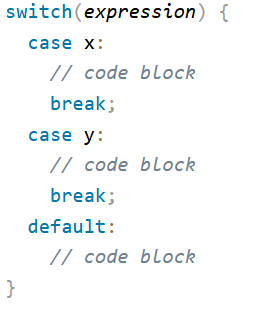 switch(expression) {
  case x:
    // code block
    break;
  case y:
    // code block
    break;
  default:
    // code block
}